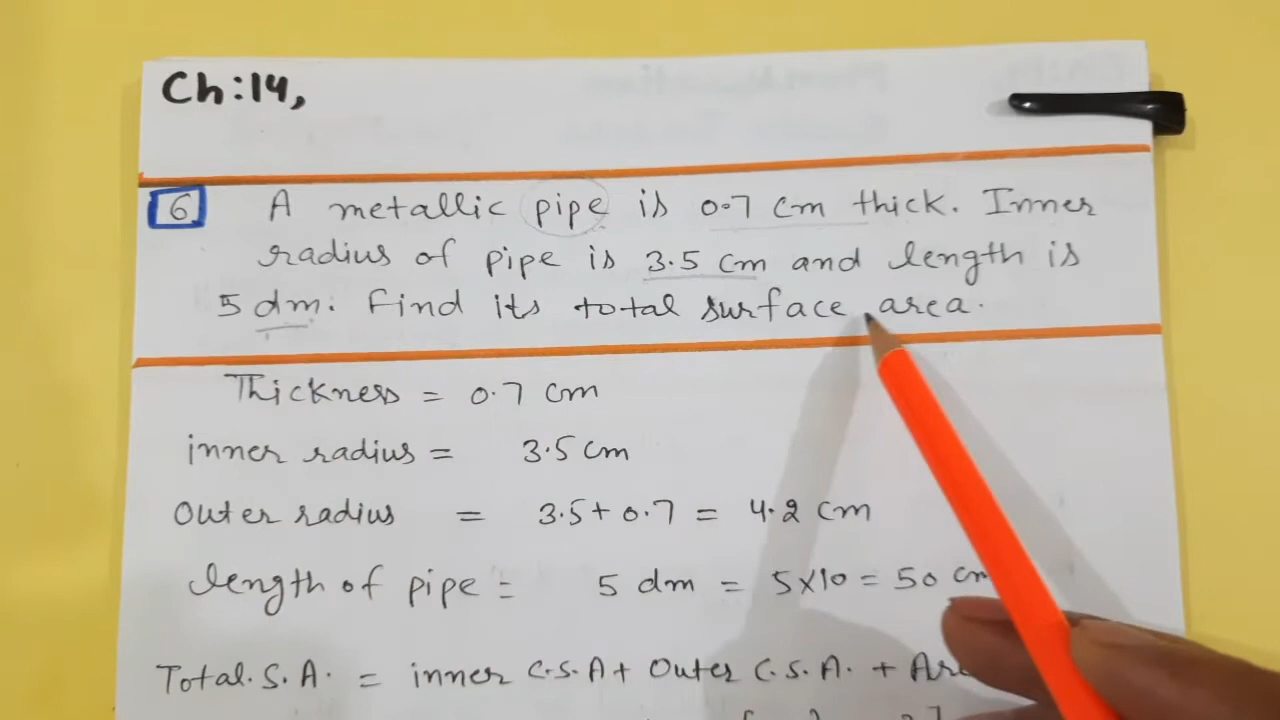 Ch:14,
6 A metallic pipe is 0.7 cm thick. Inner
radius of pipe is 3.5 cm and length is
5 dm. Find its total surface area.
Thickness = 0.7 cm
inner radius = 3.5 cm
Outer radius = 3.5 + 0.7 = 4.2 cm
length of pipe = 5 dm = 5×10 = 50 cm
Total. S. A. = inner C.S.A + Outer C.S.A. +